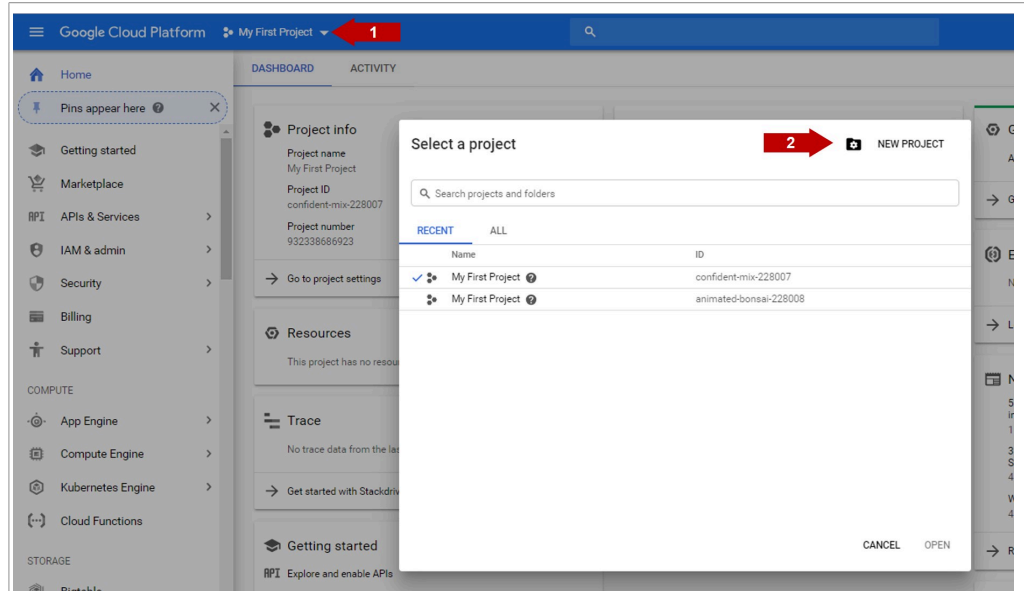 Google Cloud Platform
My First Project
1
Home
Pins appear here
Getting started
Marketplace
API APIs & Services
IAM & admin
Security
Billing
Support
COMPUTE
App Engine
Compute Engine
Kubernetes Engine
Cloud Functions
STORAGE
Bigtable
DASHBOARD ACTIVITY
Project info
Project name
My First Project
Project ID
confident-mix-228007
Project number
932338686923
Go to project settings
Resources
This project has no
Trace
No trace data from the
Get started with
Getting started
API Explore and enable APIs
Select a project
2
NEW PROJECT
Search projects and folders
RECENT ALL
Name ID
My First Project confident-mix-228007
My First Project animated-bonsai-228008
CANCEL OPEN